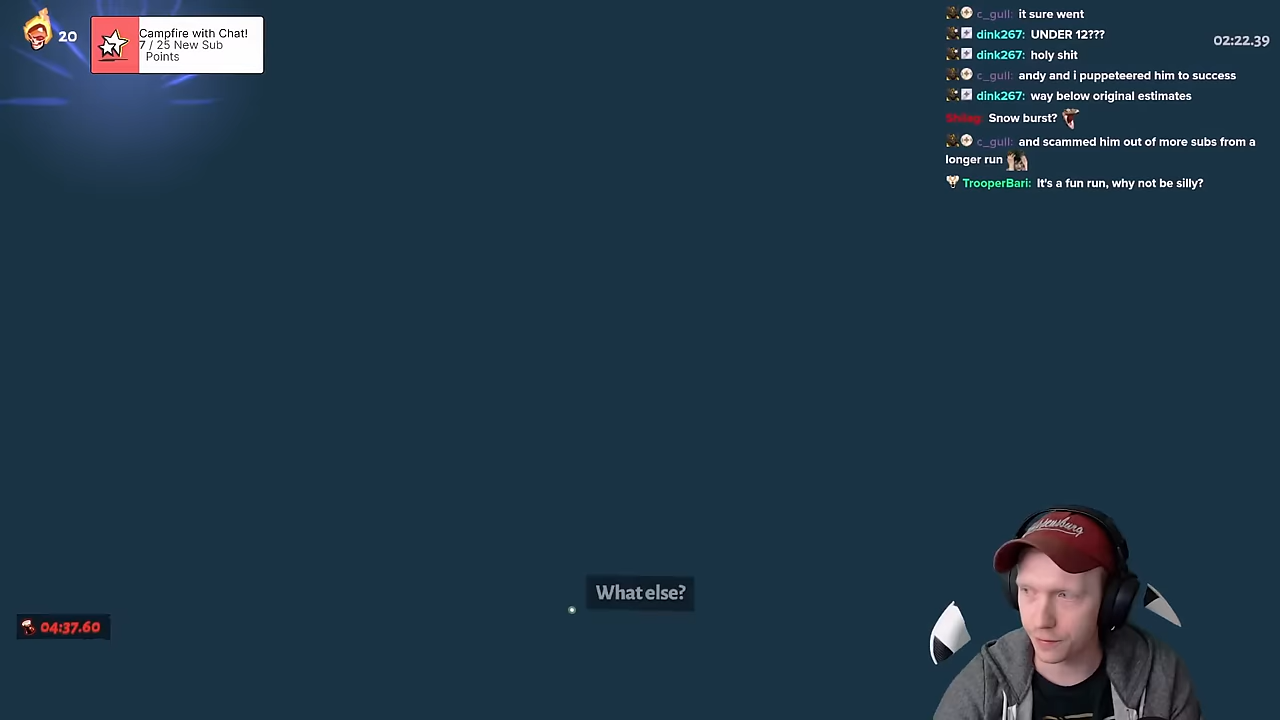 20
Campfire with Chat!
7 / 25 New Sub
Points
c_gull: it sure went
dink267: UNDER 12???
02:22.39
dink267: holy shit
c_gull: andy and i puppeteered him to success
dink267: way below original estimates
Snow burst?
c_gull: and scammed him out of more subs from a
longer run
TrooperBari: It's a fun run, why not be silly?
What else?
04:37.60